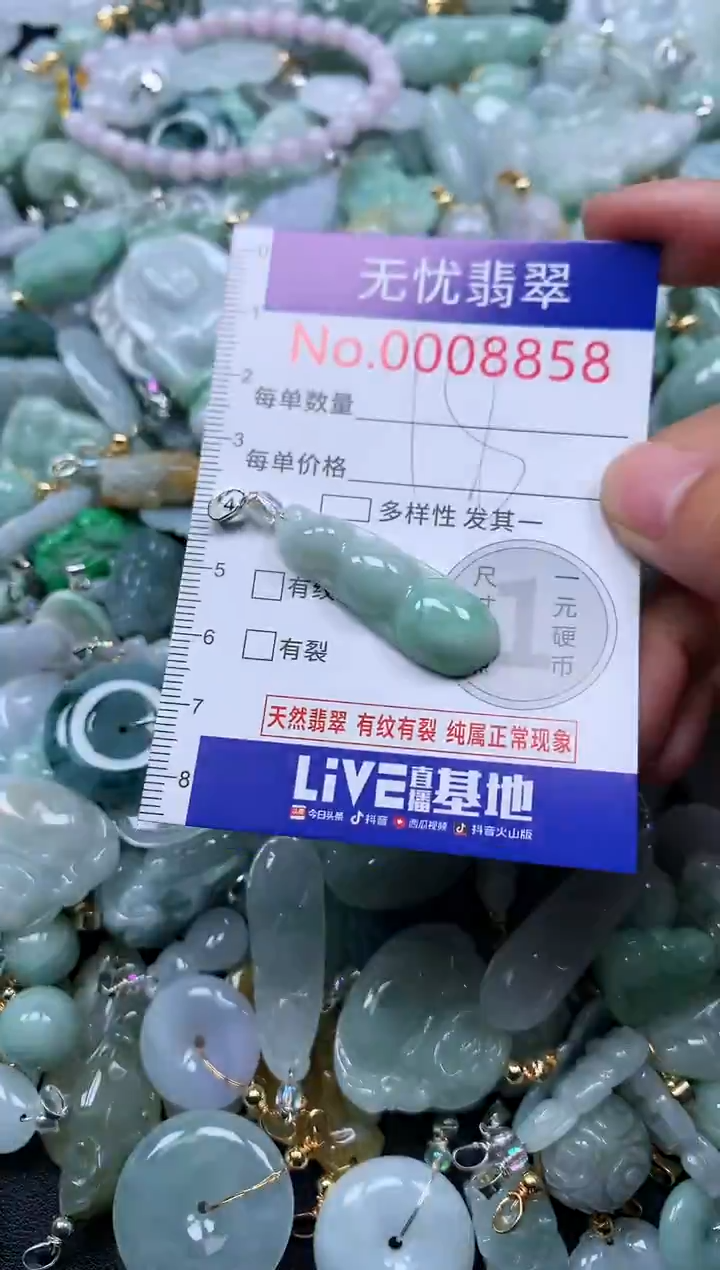 无忧翡翠
No.0008858
每单数量
每单价格
多样性 发其一
有纹
有裂
尺
1
一元硬币
天然翡翠 有纹有裂 纯属正常现象
LiVE直播基地
今日头条 抖音 西瓜视频 抖音火山版
0
1
2
3
4
5
6
7
8